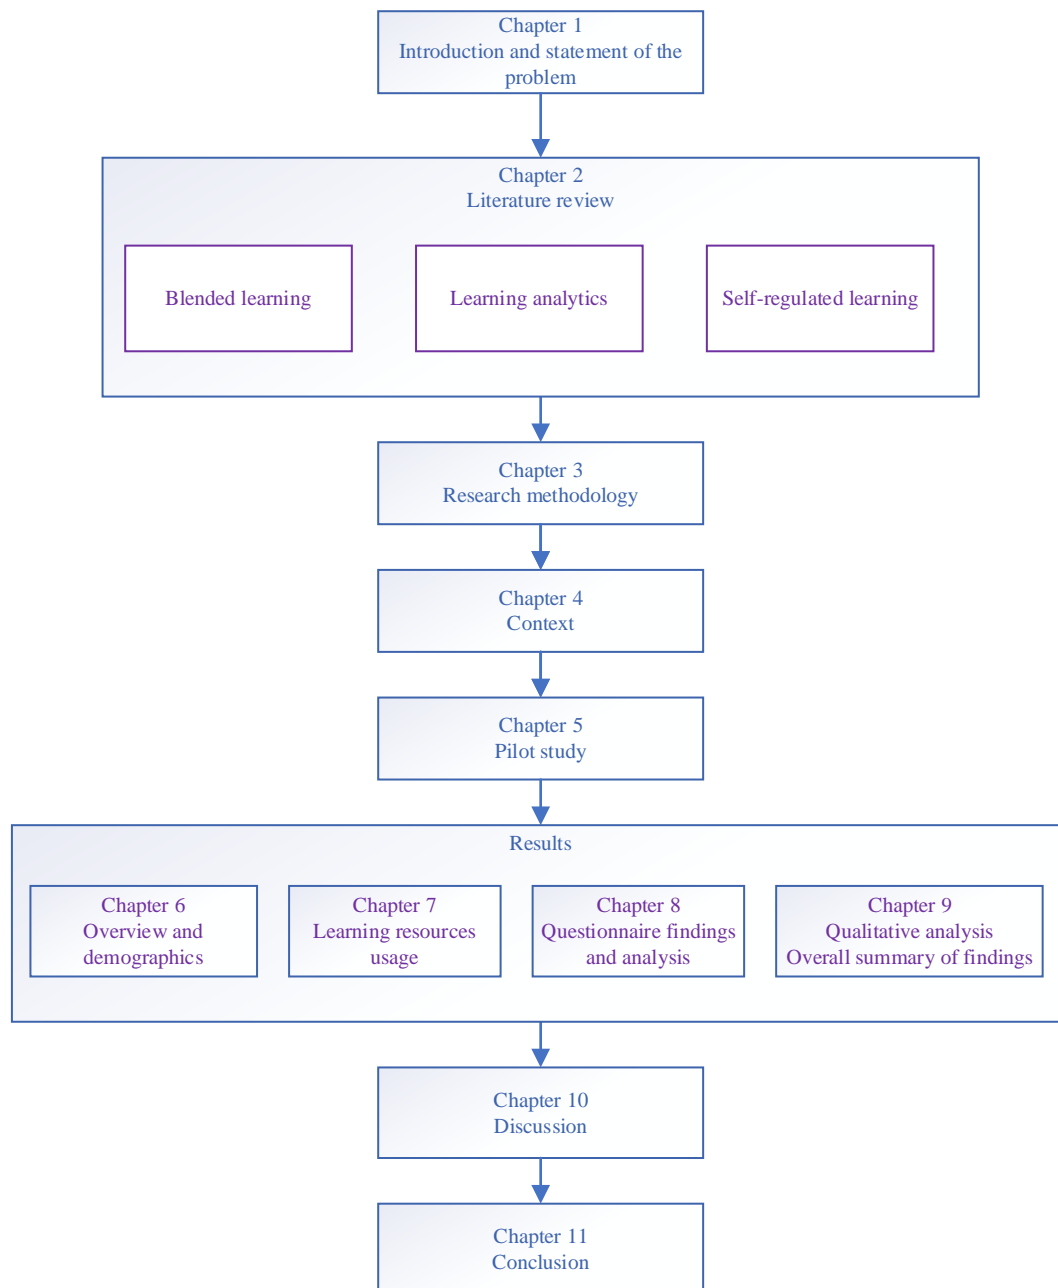 Chapter 1
Introduction and statement of the
problem
Chapter 2
Literature review
Blended learning
Learning analytics
Self-regulated learning
Chapter 3
Research methodology
Chapter 4
Context
Chapter 5
Pilot study
Results
Chapter 6
Overview and
demographics
Chapter 7
Learning resources
usage
Chapter 8
Questionnaire findings
and analysis
Chapter 9
Qualitative analysis
Overall summary of findings
Chapter 10
Discussion
Chapter 11
Conclusion